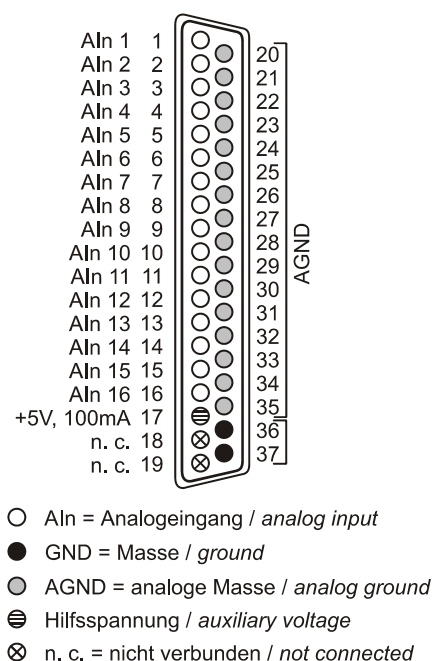 AIn 1 1
AIn 2 2
AIn 3 3
AIn 4 4
AIn 5 5
AIn 6 6
AIn 7 7
AIn 8 8
AIn 9 9
AIn 10 10
AIn 11 11
AIn 12 12
AIn 13 13
AIn 14 14
AIn 15 15
AIn 16 16
+5V, 100mA 17
n. c. 18
n. c. 19
20
21
22
23
24
25
26
27
28
29
30
31
32
33
34
35
36
37
AGND
AIn = Analogeingang / analog input
GND = Masse / ground
AGND = analoge Masse / analog ground
Hilfsspannung / auxiliary voltage
n. c. = nicht verbunden / not connected